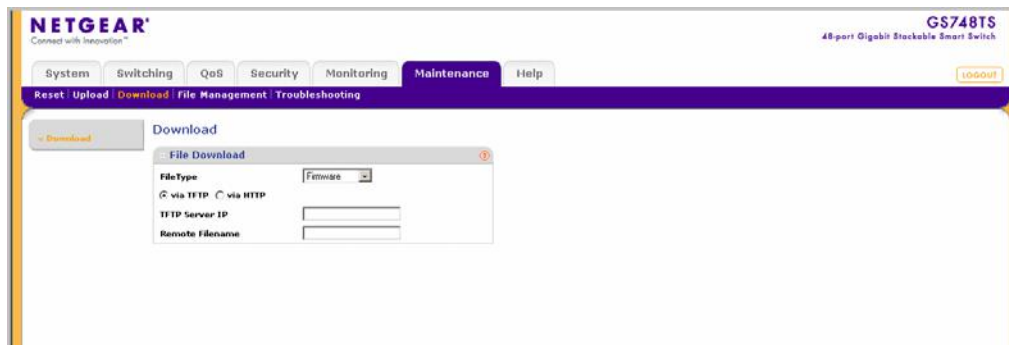 NETGEAR®
Connect with Innovation™
GS748TS
48-port Gigabit Stackable Smart Switch
System Switching QoS Security Monitoring Maintenance Help
LOGOUT
Reset Upload Download File Management Troubleshooting
Download
Download
File Download
FileType Firmware
via TFTP via HTTP
TFTP Server IP
Remote Filename